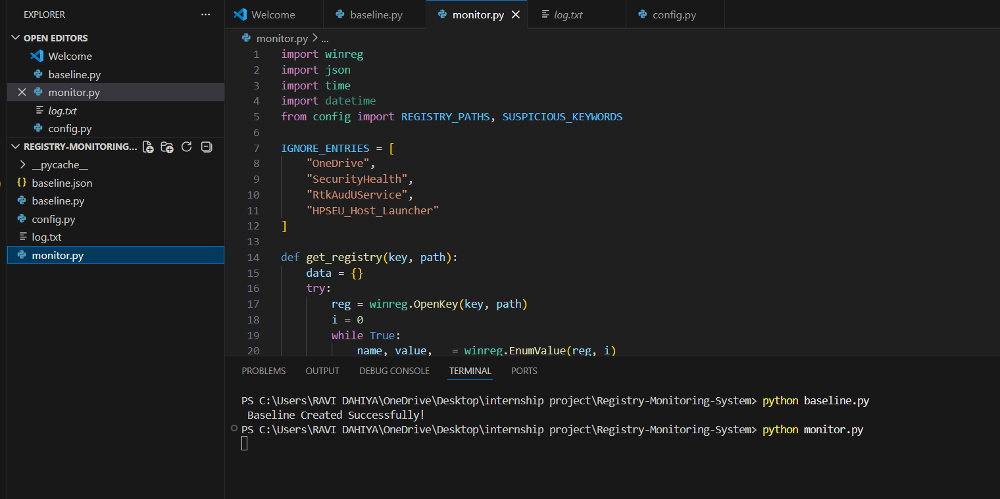 EXPLORER ...
OPEN EDITORS
Welcome
baseline.py
monitor.py
log.txt
config.py
REGISTRY-MONITORING...
__pycache__
{} baseline.json
baseline.py
config.py
log.txt
monitor.py
Welcome baseline.py monitor.py log.txt config.py
monitor.py > ...
1 import winreg
2 import json
3 import time
4 import datetime
5 from config import REGISTRY_PATHS, SUSPICIOUS_KEYWORDS
6
7 IGNORE_ENTRIES = [
8 "OneDrive",
9 "SecurityHealth",
10 "RtkAudUService",
11 "HPSEU_Host_Launcher"
12 ]
13
14 def get_registry(key, path):
15 data = {}
16 try:
17 reg = winreg.OpenKey(key, path)
18 i = 0
19 while True:
20 name, value, = winreg.EnumValue(reg, i)
PROBLEMS OUTPUT DEBUG CONSOLE TERMINAL PORTS
PS C:\Users\RAVI DAHIYA\OneDrive\Desktop\internship project\Registry-Monitoring-System> python baseline.py
Baseline Created Successfully!
PS C:\Users\RAVI DAHIYA\OneDrive\Desktop\internship project\Registry-Monitoring-System> python monitor.py